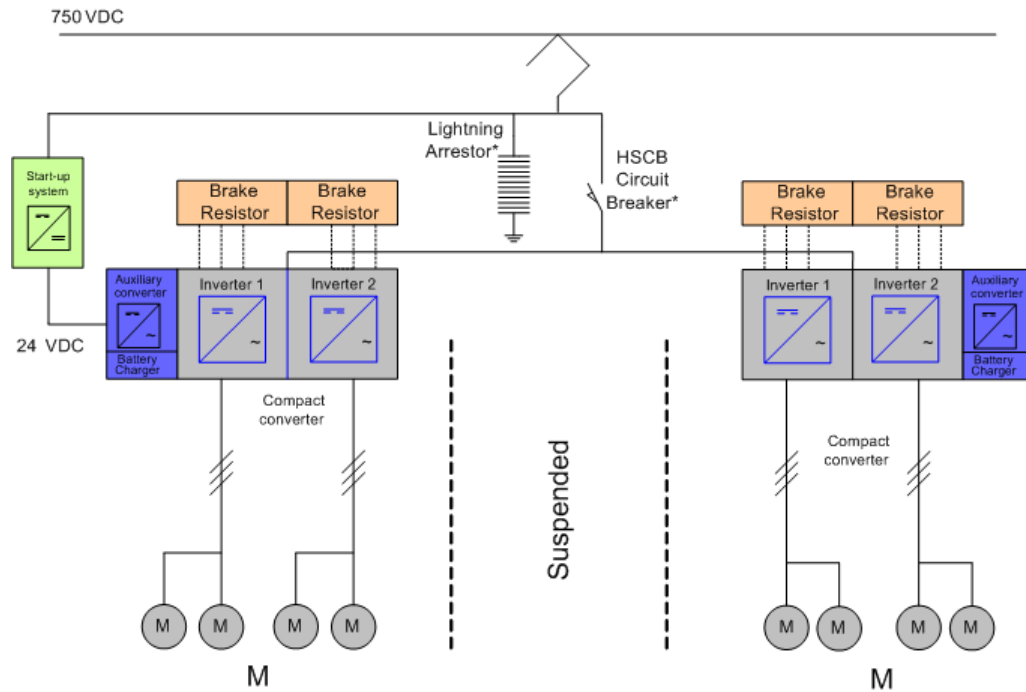 750 VDC
Lightning
Arrestor*
HSCB
Circuit
Breaker*
Start-up
system
Brake
Resistor
Brake
Resistor
Brake
Resistor
Brake
Resistor
Auxiliary
converter
Inverter 1
~
Inverter 2
~
Inverter 1
~
Inverter 2
~
Auxiliary
converter
~
~
24 VDC
Battery
Charger
Battery
Charger
Compact
converter
Compact
converter
Suspended
M
M
M
M
M
M
M
M
M
M